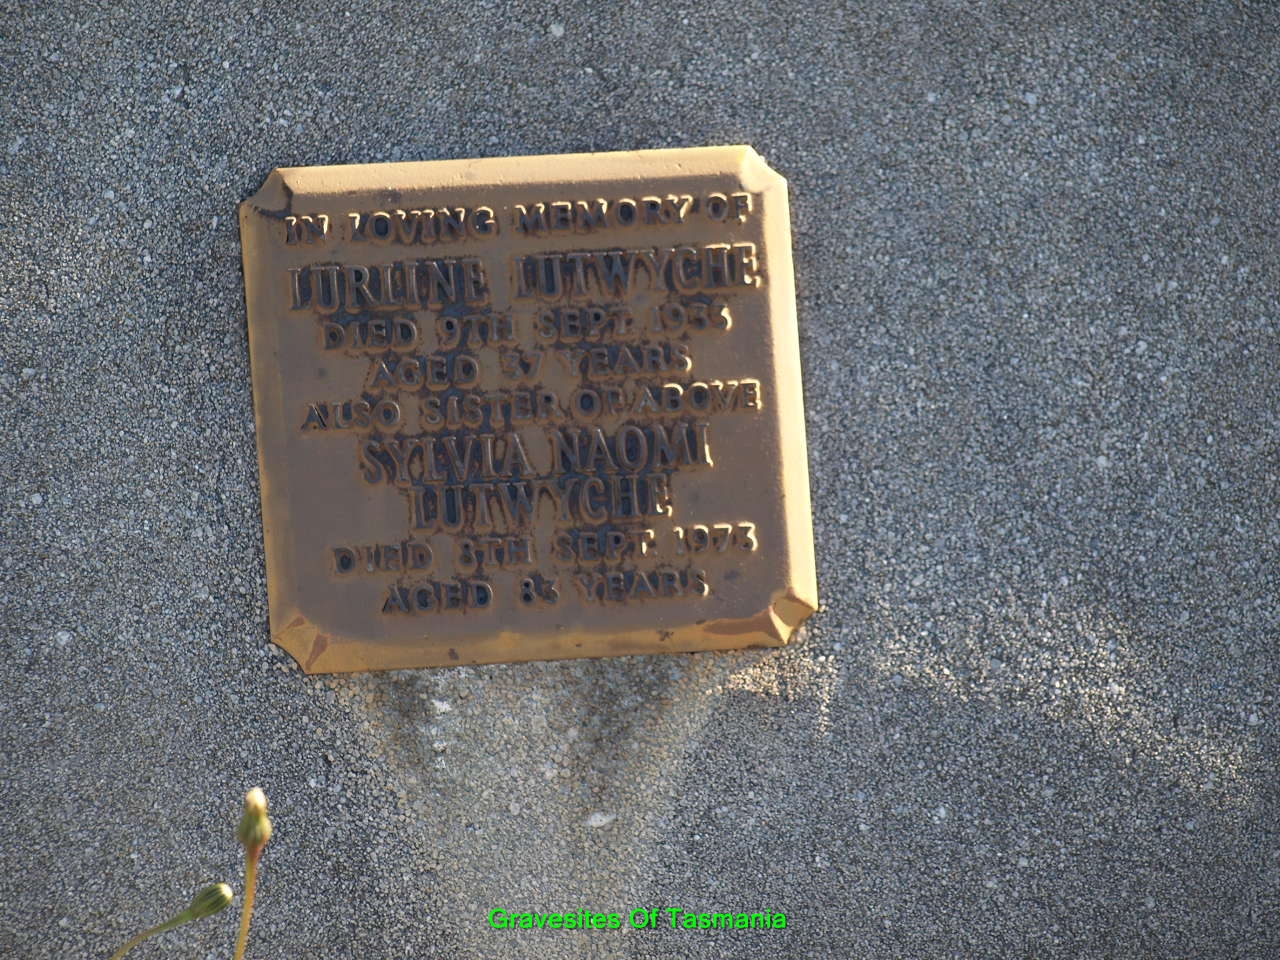 IN LOVING MEMORY OF
LURLINE LUTWYCHE
DIED 9TH SEPT.
AGED 37 YEARS
ALSO SISTER OF ABOVE
SYLVIA NAOMI
LUTWYCHE
DIED 8TH SEPT. 1973
AGED 83 YEARS
Gravesites Of Tasmania